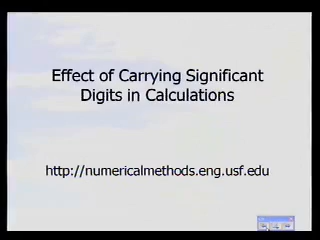 Effect of Carrying Significant
Digits in Calculations
http://numericalmethods.eng.usf.edu